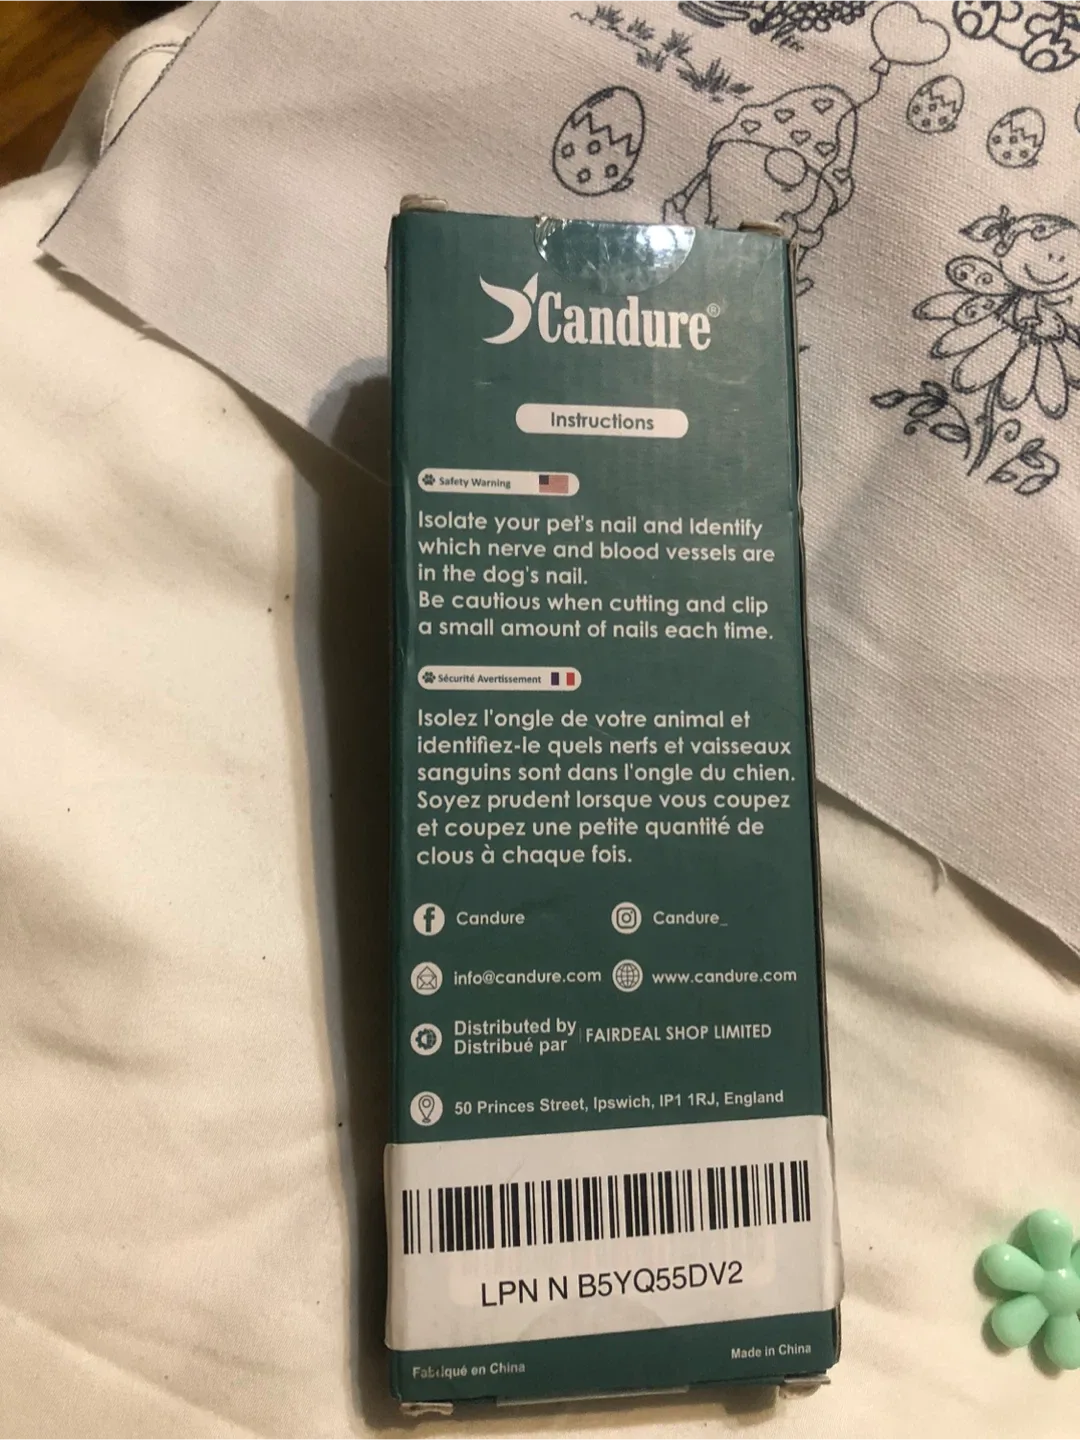 Candure®
Instructions
Safety Warning
Isolate your pet's nail and Identify
which nerve and blood vessels are
in the dog's nail.
Be cautious when cutting and clip
a small amount of nails each time.
Sécurité Avertissement
Isolez l'ongle de votre animal et
identifiez-le quels nerfs et vaisseaux
sanguins sont dans l'ongle du chien.
Soyez prudent lorsque vous coupez
et coupez une petite quantité de
clous à chaque fois.
Candure
Candure_
info@candure.com
www.candure.com
Distributed by
Distribué par
FAIRDEAL SHOP LIMITED
50 Princes Street, Ipswich, IP1 1RJ, England
LPN N B5YQ55DV2
Fabriqué en China
Made in China